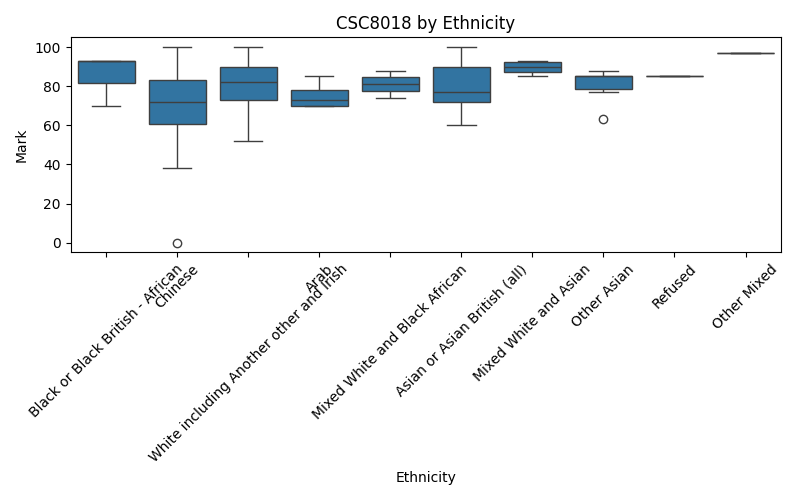 CSC8018 by Ethnicity
Mark
100
80
60
40
20
0
Black or Black British - African
Chinese
White including Another other and Irish
Arab
Mixed White and Black African
Asian or Asian British (all)
Mixed White and Asian
Other Asian
Refused
Other Mixed
Ethnicity